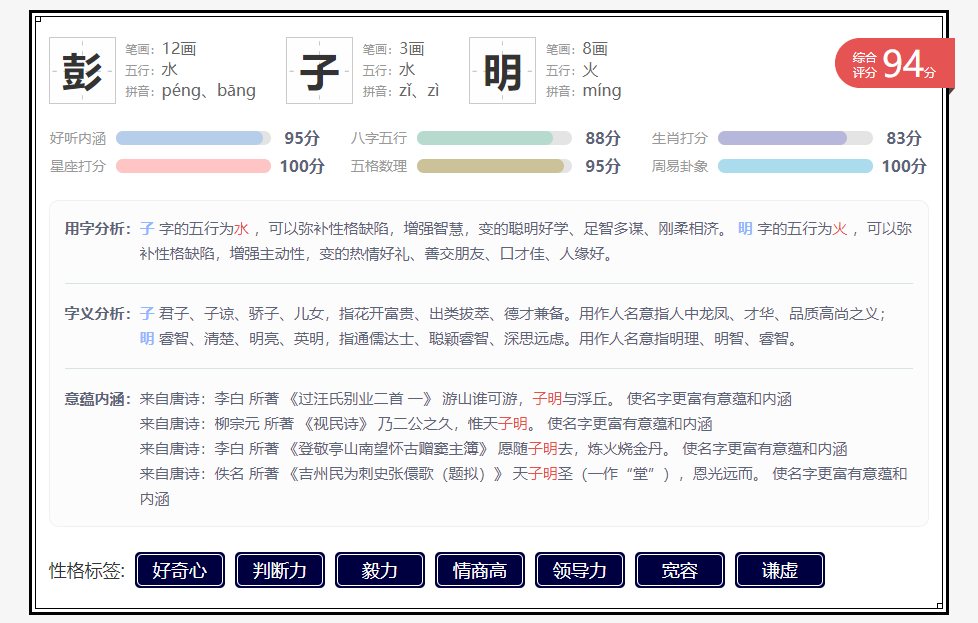 彭 笔画：12画 子 笔画：3画 明 笔画：8画
五行：水 五行：水 五行：火
拼音：péng、bāng 拼音：zǐ、zì 拼音：míng
综合评分 94分
好听内涵 95分 八字五行 88分 生肖打分 83分
星座打分 100分 五格数理 95分 周易卦象 100分
用字分析：子 字的五行为水 ，可以弥补性格缺陷，增强智慧，变的聪明好学、足智多谋、刚柔相济。 明 字的五行为火 ，可以弥
补性格缺陷，增强主动性，变的热情好礼、善交朋友、口才佳、人缘好。
字义分析：子 君子、子谅、骄子、儿女，指花开富贵、出类拔萃、德才兼备。用作人名意指人中龙凤、才华、品质高尚之义；
明 睿智、清楚、明亮、英明，指通儒达士、聪颖睿智、深思远虑。用作人名意指明理、明智、睿智。
意蕴内涵：来自唐诗：李白 所著 《过汪氏别业二首 一》 游山谁可游，子明与浮丘。 使名字更富有意蕴和内涵
来自唐诗：柳宗元 所著 《视民诗》 乃二公之久，惟天子明。 使名字更富有意蕴和内涵
来自唐诗：李白 所著 《登敬亭山南望怀古赠窦主簿》 愿随子明去，炼火烧金丹。 使名字更富有意蕴和内涵
来自唐诗：佚名 所著 《吉州民为刺史张儇歌（题拟）》 天子明圣（一作“堂”），恩光远而。 使名字更富有意蕴和
内涵
性格标签: 好奇心 判断力 毅力 情商高 领导力 宽容 谦虚